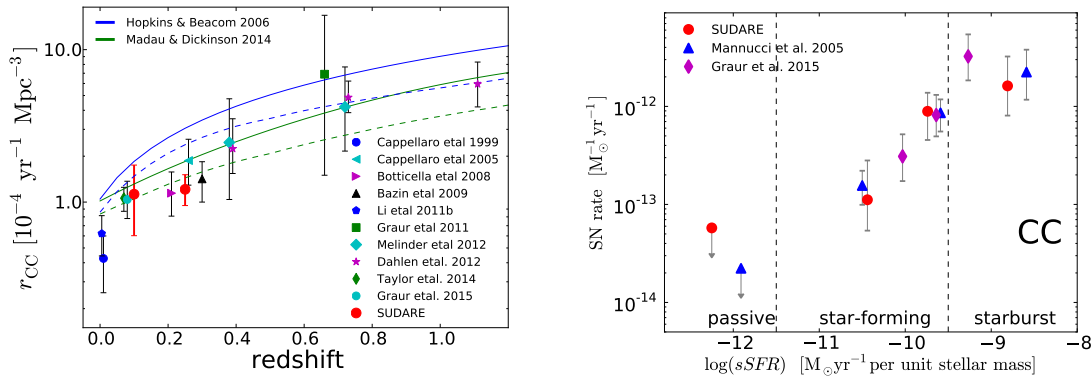 Hopkins & Beacom 2006
Madau & Dickinson 2014
10.0
1.0
r_CC [10^-4 yr^-1 Mpc^-3]
Cappellaro etal 1999
Cappellaro etal 2005
Botticella etal 2008
Bazin etal 2009
Li etal 2011b
Graur etal 2011
Melinder etal 2012
Dahlen etal. 2012
Taylor etal. 2014
Graur etal. 2015
SUDARE
0.0 0.2 0.4 0.6 0.8 1.0
redshift
SUDARE
Mannucci et al. 2005
Graur et al. 2015
10^-12
10^-13
10^-14
SN rate [M_⊙yr^-1]
CC
passive star-forming starburst
−12 −11 −10 −9 −8
log(sSFR) [M_⊙yr^-1 per unit stellar mass]